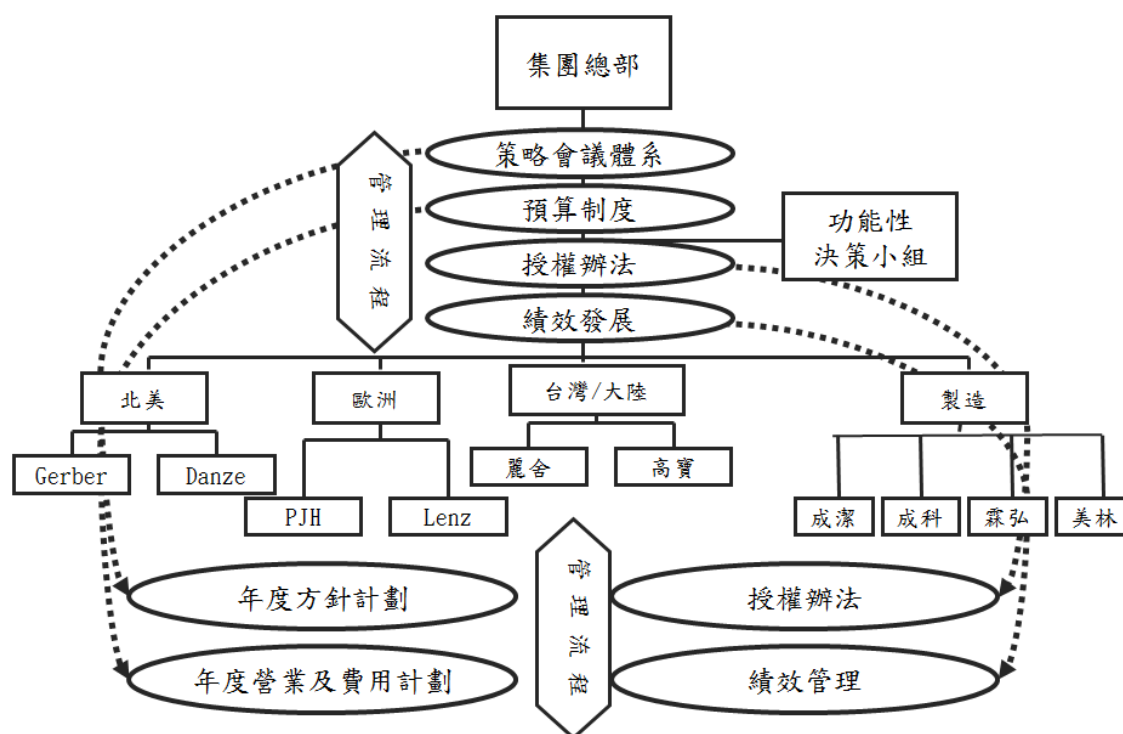 集團總部
策略會議體系
管理流程
預算制度
功能性
決策小組
授權辦法
績效發展
北美
歐洲
台灣/大陸
製造
Gerber
Danze
麗舍
高寶
PJH
Lenz
成潔
成科
霖弘
美林
管理流程
年度方針計劃
授權辦法
年度營業及費用計劃
績效管理